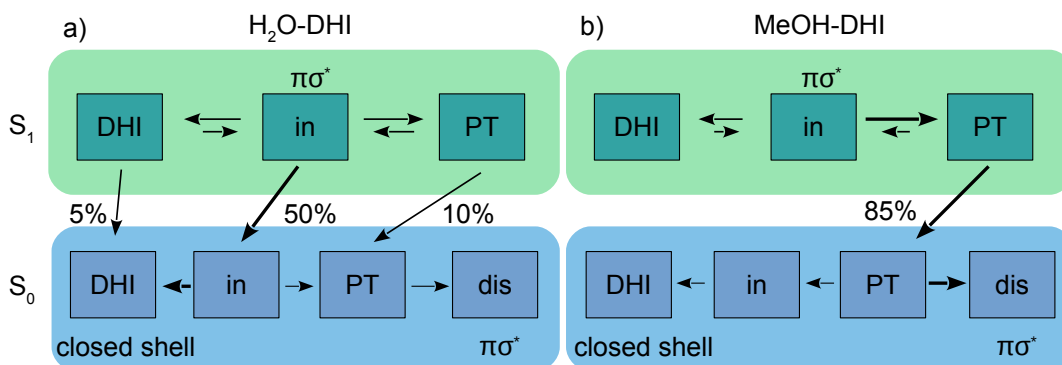 a)
H₂O-DHI
πσ*
S₁
DHI
in
PT
5%
50%
10%
S₀
DHI
in
PT
dis
closed shell
πσ*
b)
MeOH-DHI
πσ*
DHI
in
PT
85%
DHI
in
PT
dis
closed shell
πσ*